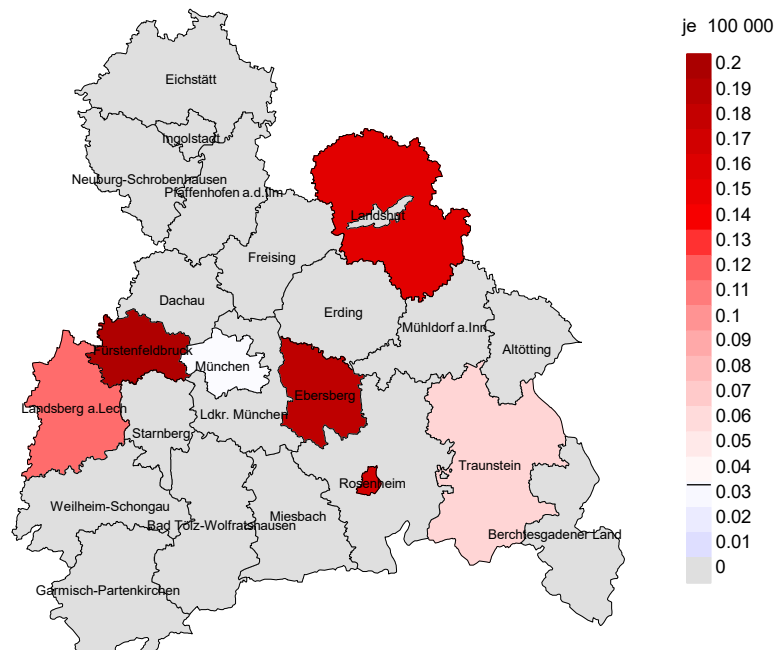 je 100 000
Eichstätt
Ingolstadt
Neuburg-Schrobenhausen
Pfaffenhofen a.d.Ilm
Landshut
Freising
Dachau
Erding
Mühldorf a.Inn
Altötting
Fürstenfeldbruck
München
Ebersberg
Landsberg a.Lech
Ldkr. München
Starnberg
Traunstein
Rosenheim
Weilheim-Schongau
Miesbach
Bad Tölz-Wolfratshausen
Berchtesgadener Land
Garmisch-Partenkirchen
0.2
0.19
0.18
0.17
0.16
0.15
0.14
0.13
0.12
0.11
0.1
0.09
0.08
0.06
0.05
0.04
0.03
0.02
0.01
0